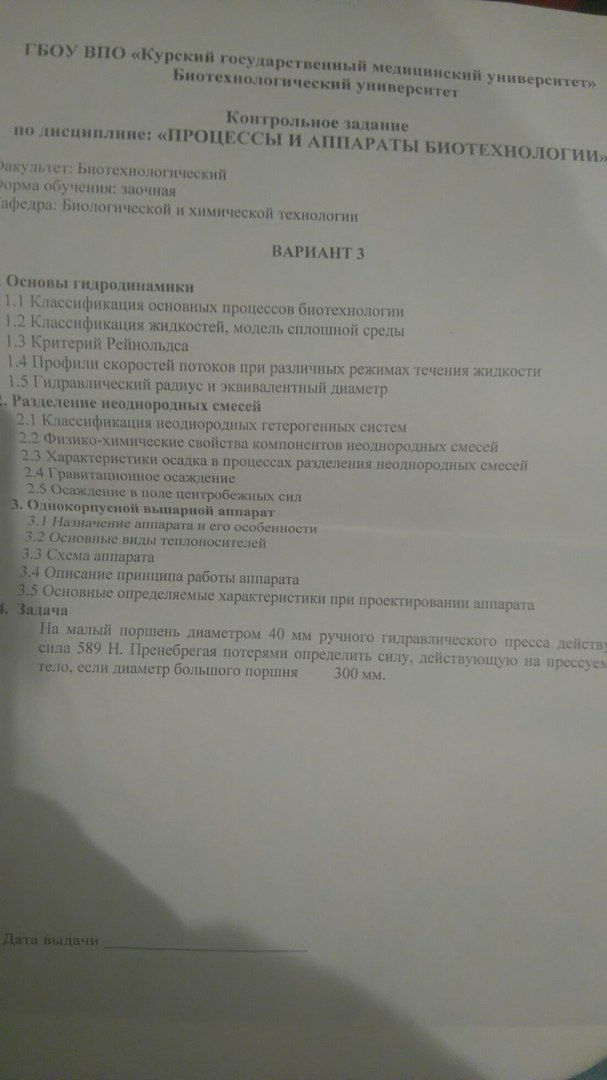 ГБОУ ВПО «Курский государственный медицинский университет»
Биотехнологический университет
Контрольное задание
по дисциплине: «ПРОЦЕССЫ И АППАРАТЫ БИОТЕХНОЛОГИИ»
Факультет: Биотехнологический
Форма обучения: заочная
Кафедра: Биологической и химической технологии
ВАРИАНТ 3
Основы гидродинамики
1.1 Классификация основных процессов биотехнологии
1.2 Классификация жидкостей, модель сплошной среды
1.3 Критерий Рейнольдса
1.4 Профили скоростей потоков при различных режимах течения жидкости
1.5 Гидравлический радиус и эквивалентный диаметр
2. Разделение неоднородных смесей
2.1 Классификация неоднородных гетерогенных систем
2.2 Физико-химические свойства компонентов неоднородных смесей
2.3 Характеристики осадка в процессах разделения неоднородных смесей
2.4 Гравитационное осаждение
2.5 Осаждение в поле центробежных сил
3. Однокорпусной выпарной аппарат
3.1 Назначение аппарата и его особенности
3.2 Основные виды теплоносителей
3.3 Схема аппарата
3.4 Описание принципа работы аппарата
3.5 Основные определяемые характеристики при проектировании аппарата
4. Задача
На малый поршень диаметром 40 мм ручного гидравлического пресса действу
сила 589 Н. Пренебрегая потерями определить силу, действующую на прессуем
тело, если диаметр большого поршня 300 мм.
Дата выдачи